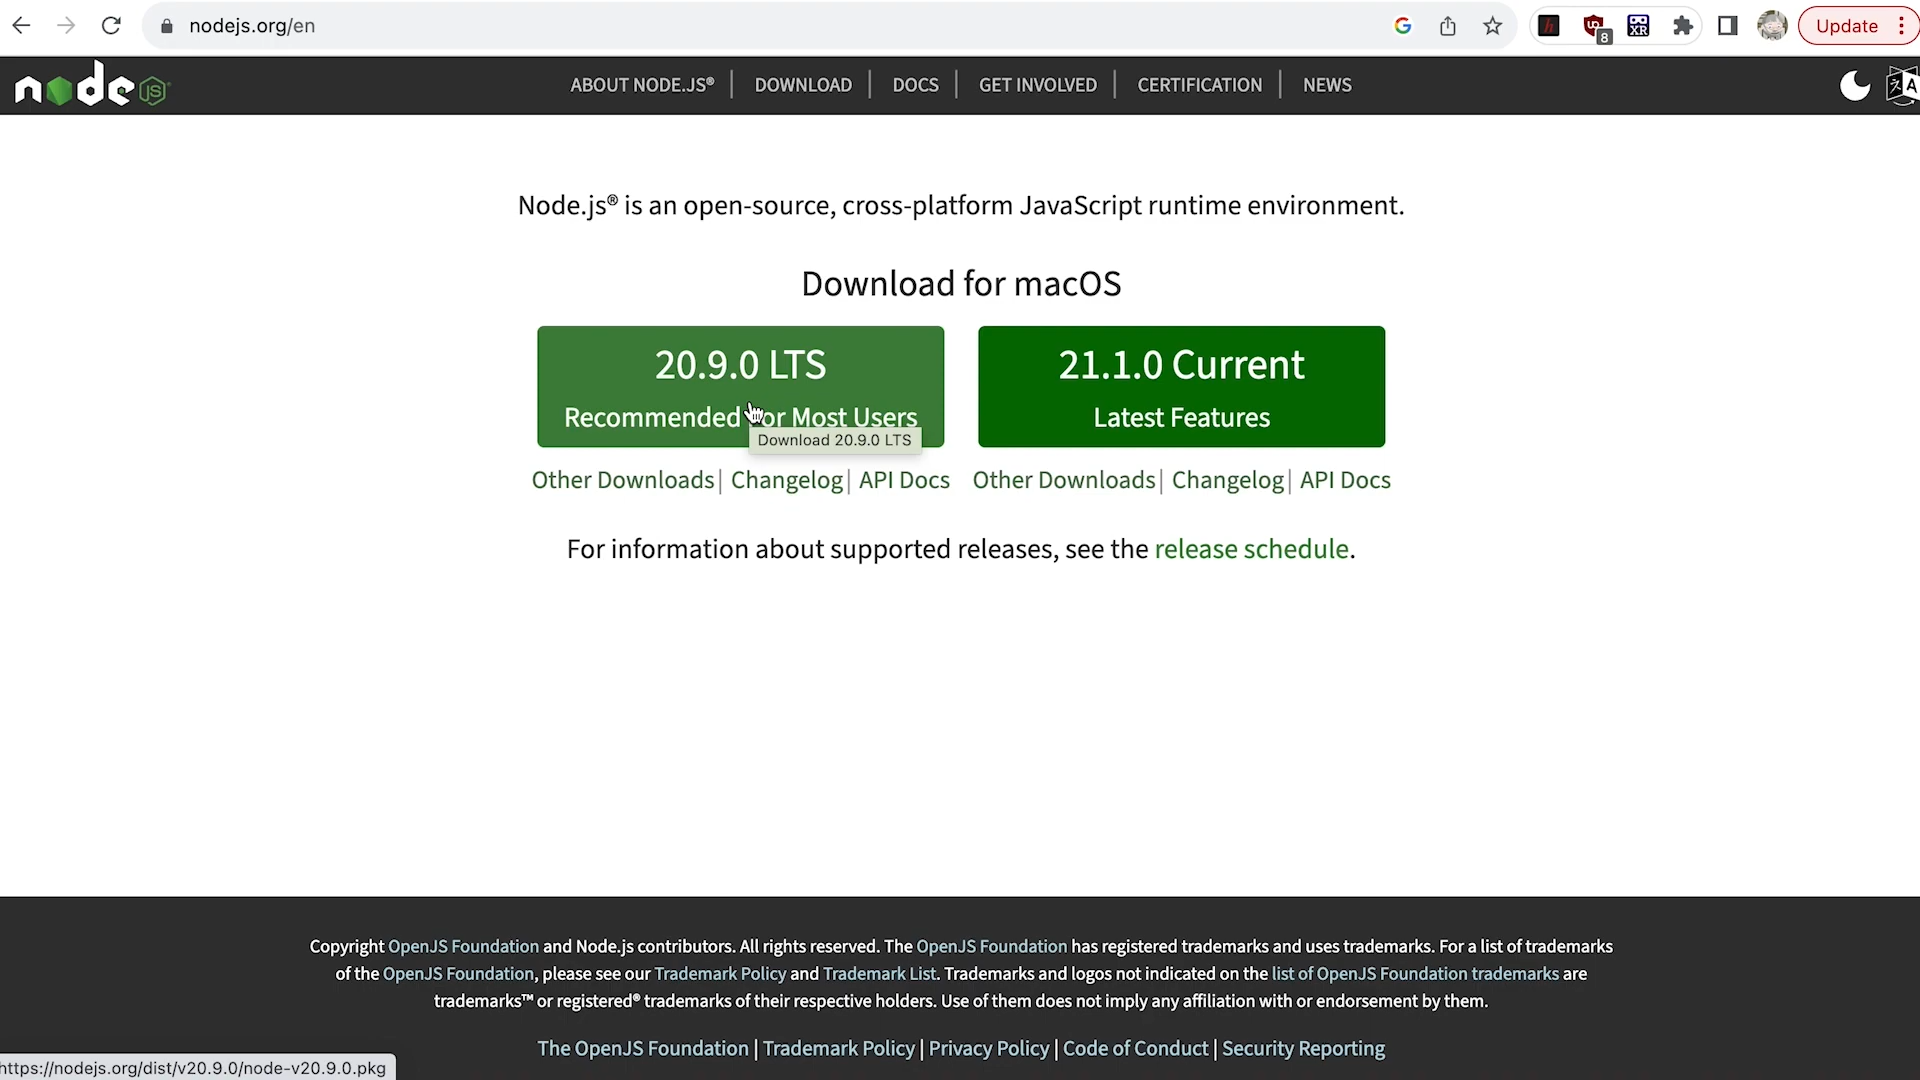 nodejs.org/en
8
XR
Update
node JS
ABOUT NODE.JS® | DOWNLOAD | DOCS | GET INVOLVED | CERTIFICATION | NEWS
Node.js® is an open-source, cross-platform JavaScript runtime environment.
Download for macOS
20.9.0 LTS
Recommended For Most Users
Download 20.9.0 LTS
21.1.0 Current
Latest Features
Other Downloads | Changelog | API Docs
Other Downloads | Changelog | API Docs
For information about supported releases, see the release schedule.
Copyright OpenJS Foundation and Node.js contributors. All rights reserved. The OpenJS Foundation has registered trademarks and uses trademarks. For a list of trademarks
of the OpenJS Foundation, please see our Trademark Policy and Trademark List. Trademarks and logos not indicated on the list of OpenJS Foundation trademarks are
trademarks™ or registered® trademarks of their respective holders. Use of them does not imply any affiliation with or endorsement by them.
The OpenJS Foundation | Trademark Policy | Privacy Policy | Code of Conduct | Security Reporting
https://nodejs.org/dist/v20.9.0/node-v20.9.0.pkg